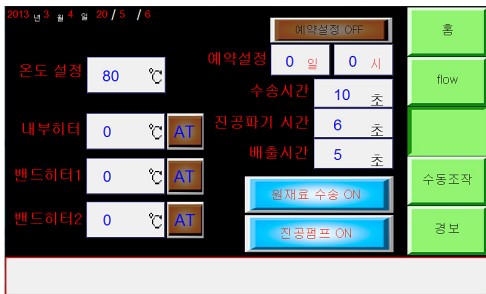 2013 년 3 월 4 일 20 / 5 / 6
예약설정 OFF
홈
예약설정 0 일 0 시
온도 설정 80 ℃
flow
수송시간 10 초
내부히터 0 ℃ AT
진공파기 시간 6 초
배출시간 5 초
밴드히터1 0 ℃ AT
수동조작
원재료 수송 ON
밴드히터2 0 ℃ AT
진공펌프 ON
경보